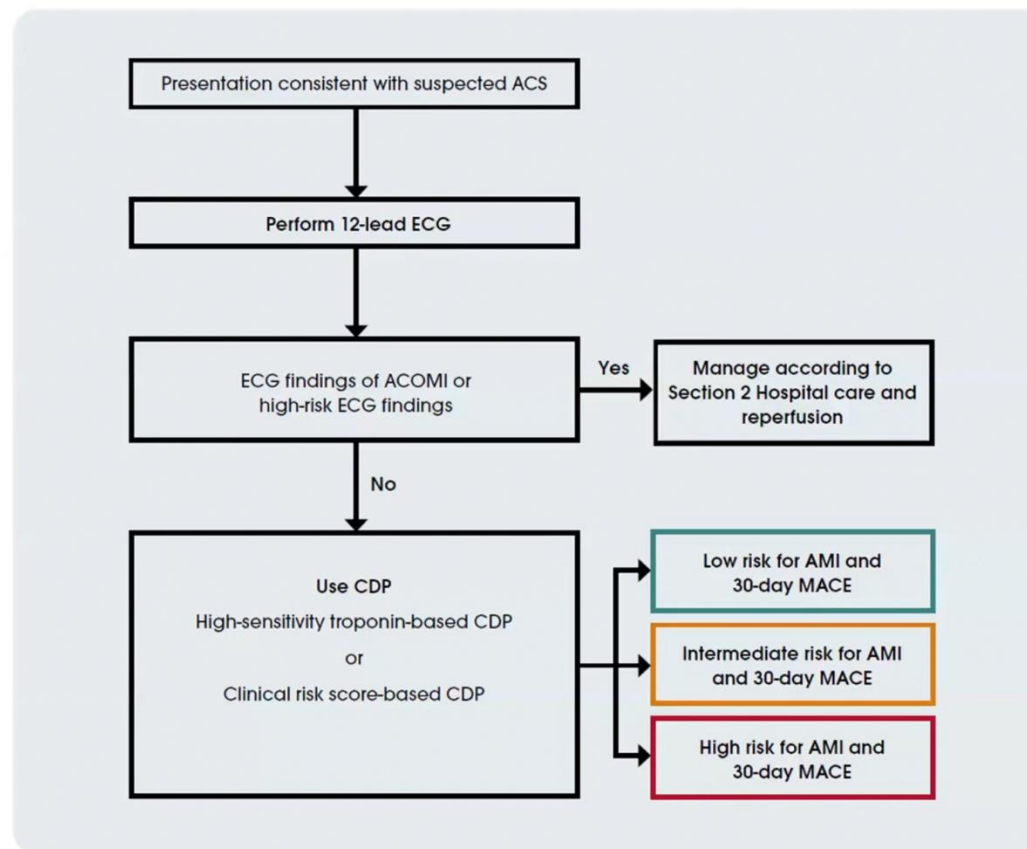 Presentation consistent with suspected ACS
Perform 12-lead ECG
ECG findings of ACOMI or
high-risk ECG findings
Yes
Manage according to
Section 2 Hospital care and
reperfusion
No
Use CDP
High-sensitivity troponin-based CDP
or
Clinical risk score-based CDP
Low risk for AMI and
30-day MACE
Intermediate risk for AMI
and 30-day MACE
High risk for AMI and
30-day MACE